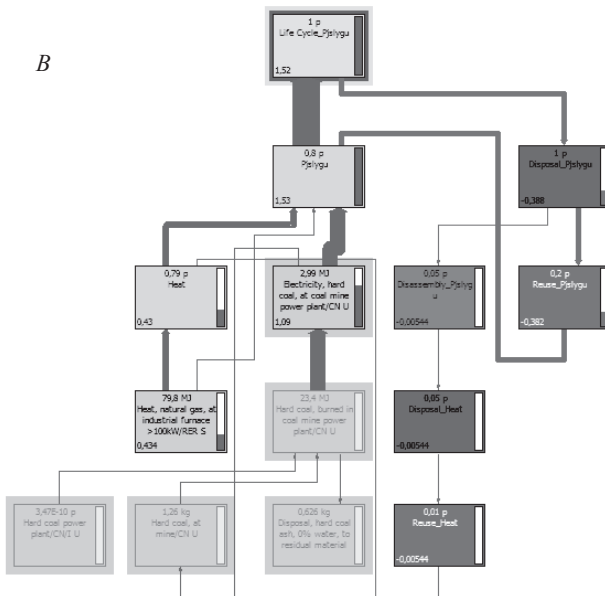 B
1 p
Life Cycle_Pjslygu
1,52
0,8 p
Pjslygu
1,53
1 p
Disposal_Pjslygu
-0,388
0,79 p
Heat
0,43
2,99 MJ
Electricity, hard
coal, at coal mine
power plant/CN U
1,09
0,05 p
Disassembly_Pjslyg
u
-0,00544
0,2 p
Reuse_Pjslygu
-0,382
79,8 MJ
Heat, natural gas, at
industrial furnace
>100kW/RER S
0,434
23,4 MJ
Hard coal, burned in
coal mine power
plant/CN U
0,05 p
Disposal_Heat
-0,00544
3,47E-10 p
Hard coal power
plant/CN/I U
1,26 kg
Hard coal, at
mine/CN U
0,626 kg
Disposal, hard coal
ash, 0% water, to
residual material
0,01 p
Reuse_Heat
-0,00544